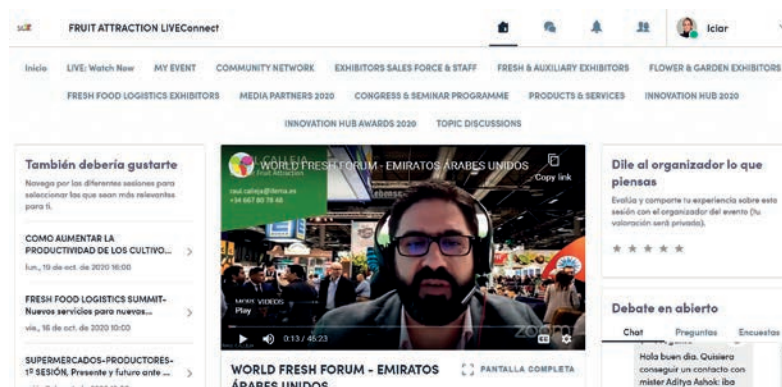 FRUIT ATTRACTION LIVEConnect
Iciar
Inicio LIVE: Watch Now MY EVENT COMMUNITY NETWORK EXHIBITORS SALES FORCE & STAFF FRESH & AUXILIARY EXHIBITORS FLOWER & GARDEN EXHIBITORS
FRESH FOOD LOGISTICS EXHIBITORS MEDIA PARTNERS 2020 CONGRESS & SEMINAR PROGRAMME PRODUCTS & SERVICES INNOVATION HUB 2020
INNOVATION HUB AWARDS 2020 TOPIC DISCUSSIONS
También debería gustarte
Navega por las diferentes sesiones para
seleccionar las que sean más relevantes
para ti.
COMO AUMENTAR LA
PRODUCTIVIDAD DE LOS CULTIVO...
lun., 19 de oct. de 2020 16:00
FRESH FOOD LOGISTICS SUMMIT-
Nuevos servicios para nuevas...
vie., 16 de oct. de 2020 10:00
SUPERMERCADOS-PRODUCTORES-
1ª SESIÓN, Presente y futuro ante ...
WORLD FRESH FORUM - EMIRATOS ÁRABES UNIDOS
Copy link
CALLEJA
Fruit Attraction
raul.calleja@ifema.es
+34 667 80 78 48
MORE VIDEOS
Play
0:13 / 45:23
zoom
WORLD FRESH FORUM - EMIRATOS
ÁRABES UNIDOS
PANTALLA COMPLETA
Dile al organizador lo que
piensas
Evalúa y comparte tu experiencia sobre esta
sesión con el organizador del evento (tu
valoración será privada).
Debate en abierto
Chat Preguntas Encuestas
Hola buen dia. Quisiera
conseguir un contacto con
mister Aditya Ashok: iba